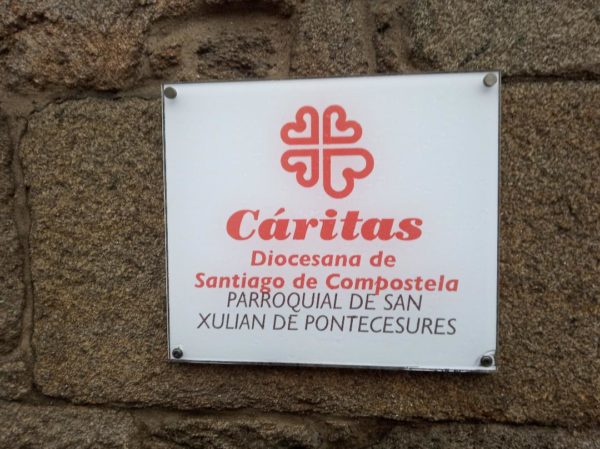 Cáritas
Diocesana de
Santiago de Compostela
PARROQUIAL DE SAN
XULIAN DE PONTECESURES